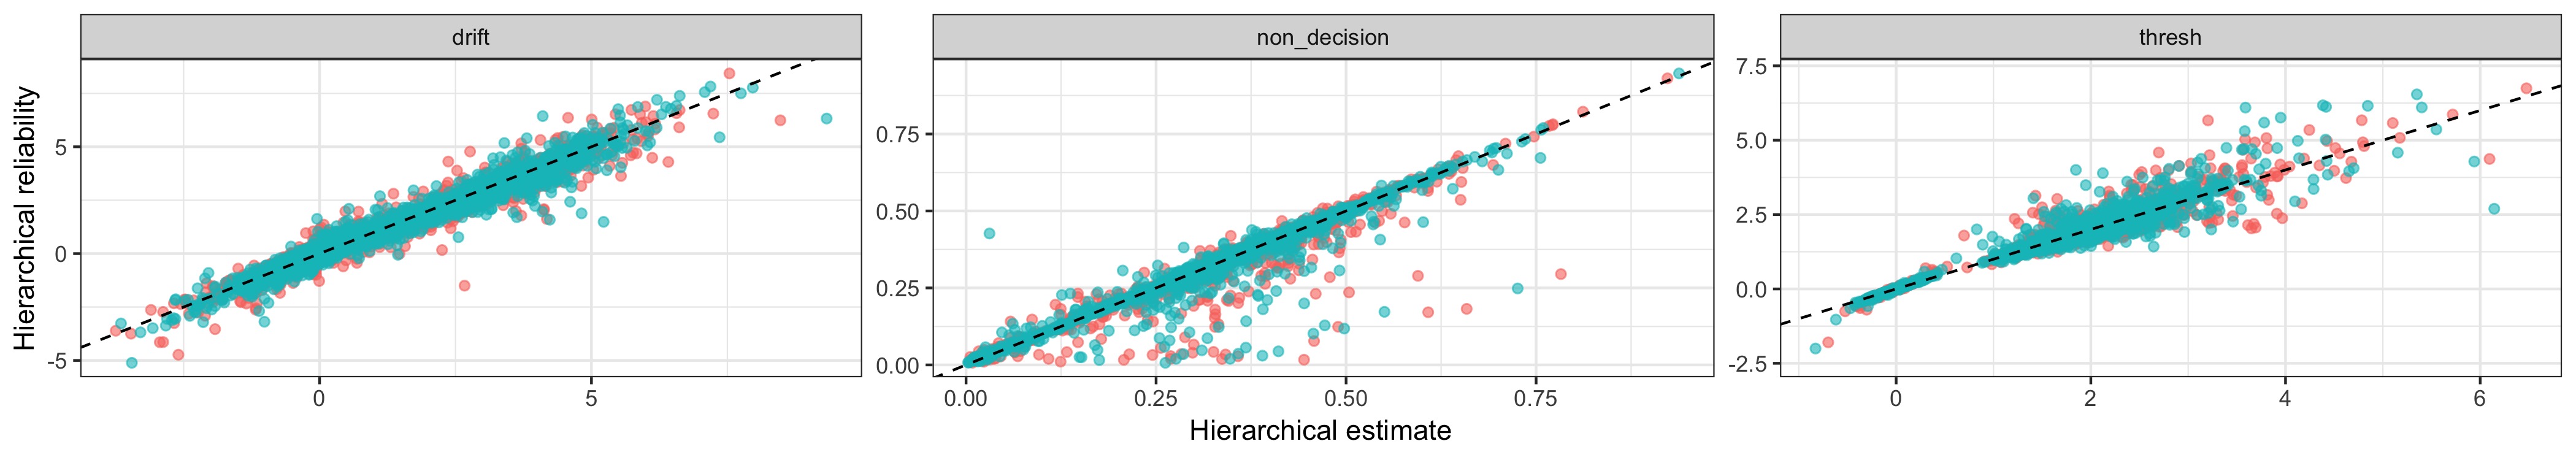 drift
non_decision
thresh
Hierarchical reliability
5
0
-5
0.75
0.50
0.25
0.00
7.5
5.0
2.5
0.0
-2.5
0 5
0.00 0.25 0.50 0.75
0 2 4 6
Hierarchical estimate